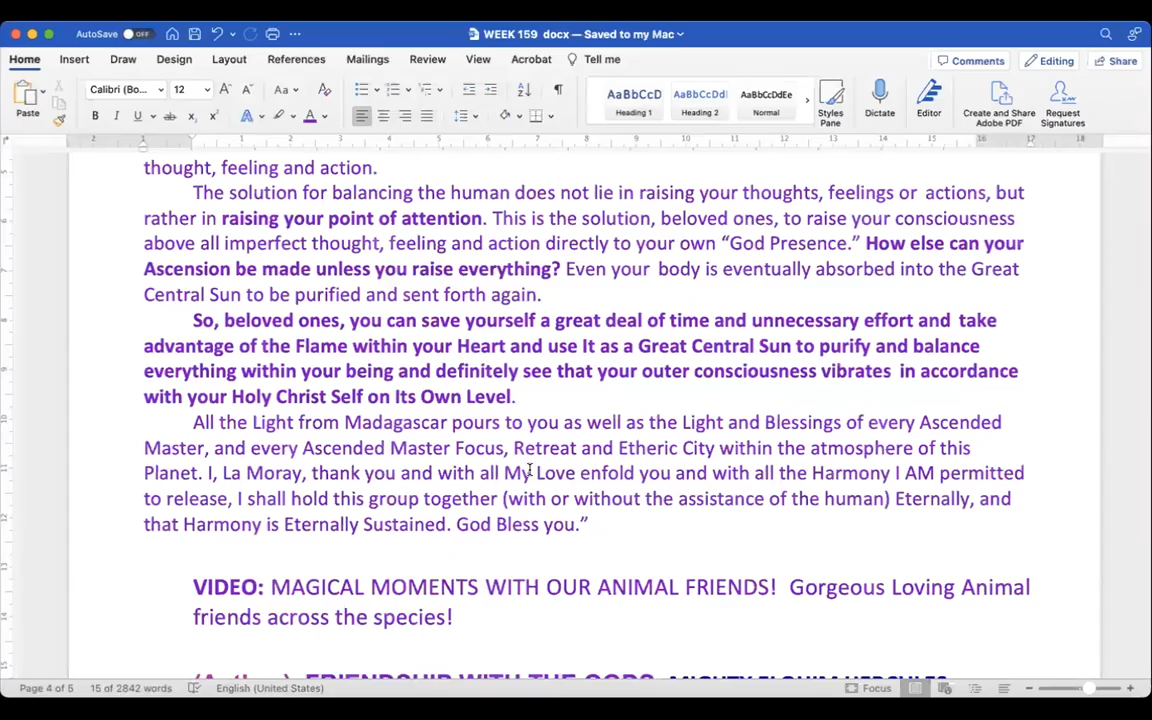 AutoSave OFF
WEEK 159 docx — Saved to my Mac
Home Insert Draw Design Layout References Mailings Review View Acrobat Tell me
Comments Editing Share
Paste
Calibri (Bo... 12
AaBbCcD AaBbCcDd AaBbCcDdEe
Heading 1 Heading 2 Normal
Styles Pane
Dictate
Editor
Create and Share Adobe PDF
Request Signatures
thought, feeling and action.
The solution for balancing the human does not lie in raising your thoughts, feelings or actions, but
rather in raising your point of attention. This is the solution, beloved ones, to raise your consciousness
above all imperfect thought, feeling and action directly to your own “God Presence.” How else can your
Ascension be made unless you raise everything? Even your body is eventually absorbed into the Great
Central Sun to be purified and sent forth again.
So, beloved ones, you can save yourself a great deal of time and unnecessary effort and take
advantage of the Flame within your Heart and use It as a Great Central Sun to purify and balance
everything within your being and definitely see that your outer consciousness vibrates in accordance
with your Holy Christ Self on Its Own Level.
All the Light from Madagascar pours to you as well as the Light and Blessings of every Ascended
Master, and every Ascended Master Focus, Retreat and Etheric City within the atmosphere of this
Planet. I, La Moray, thank you and with all My Love enfold you and with all the Harmony I AM permitted
to release, I shall hold this group together (with or without the assistance of the human) Eternally, and
that Harmony is Eternally Sustained. God Bless you.”
VIDEO: MAGICAL MOMENTS WITH OUR ANIMAL FRIENDS! Gorgeous Loving Animal
friends across the species!
FRIENDSHIP WITH THE GODS MIGHTY ELOHIM HERCULES
Page 4 of 5 15 of 2842 words English (United States) Focus